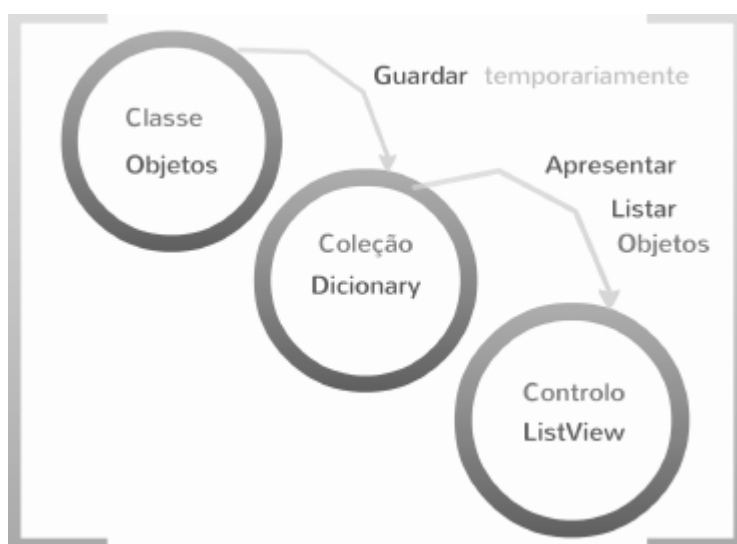 Guardar temporariamente
Classe
Objetos
Apresentar
Listar
Objetos
Coleção
Dicionary
Controlo
ListView